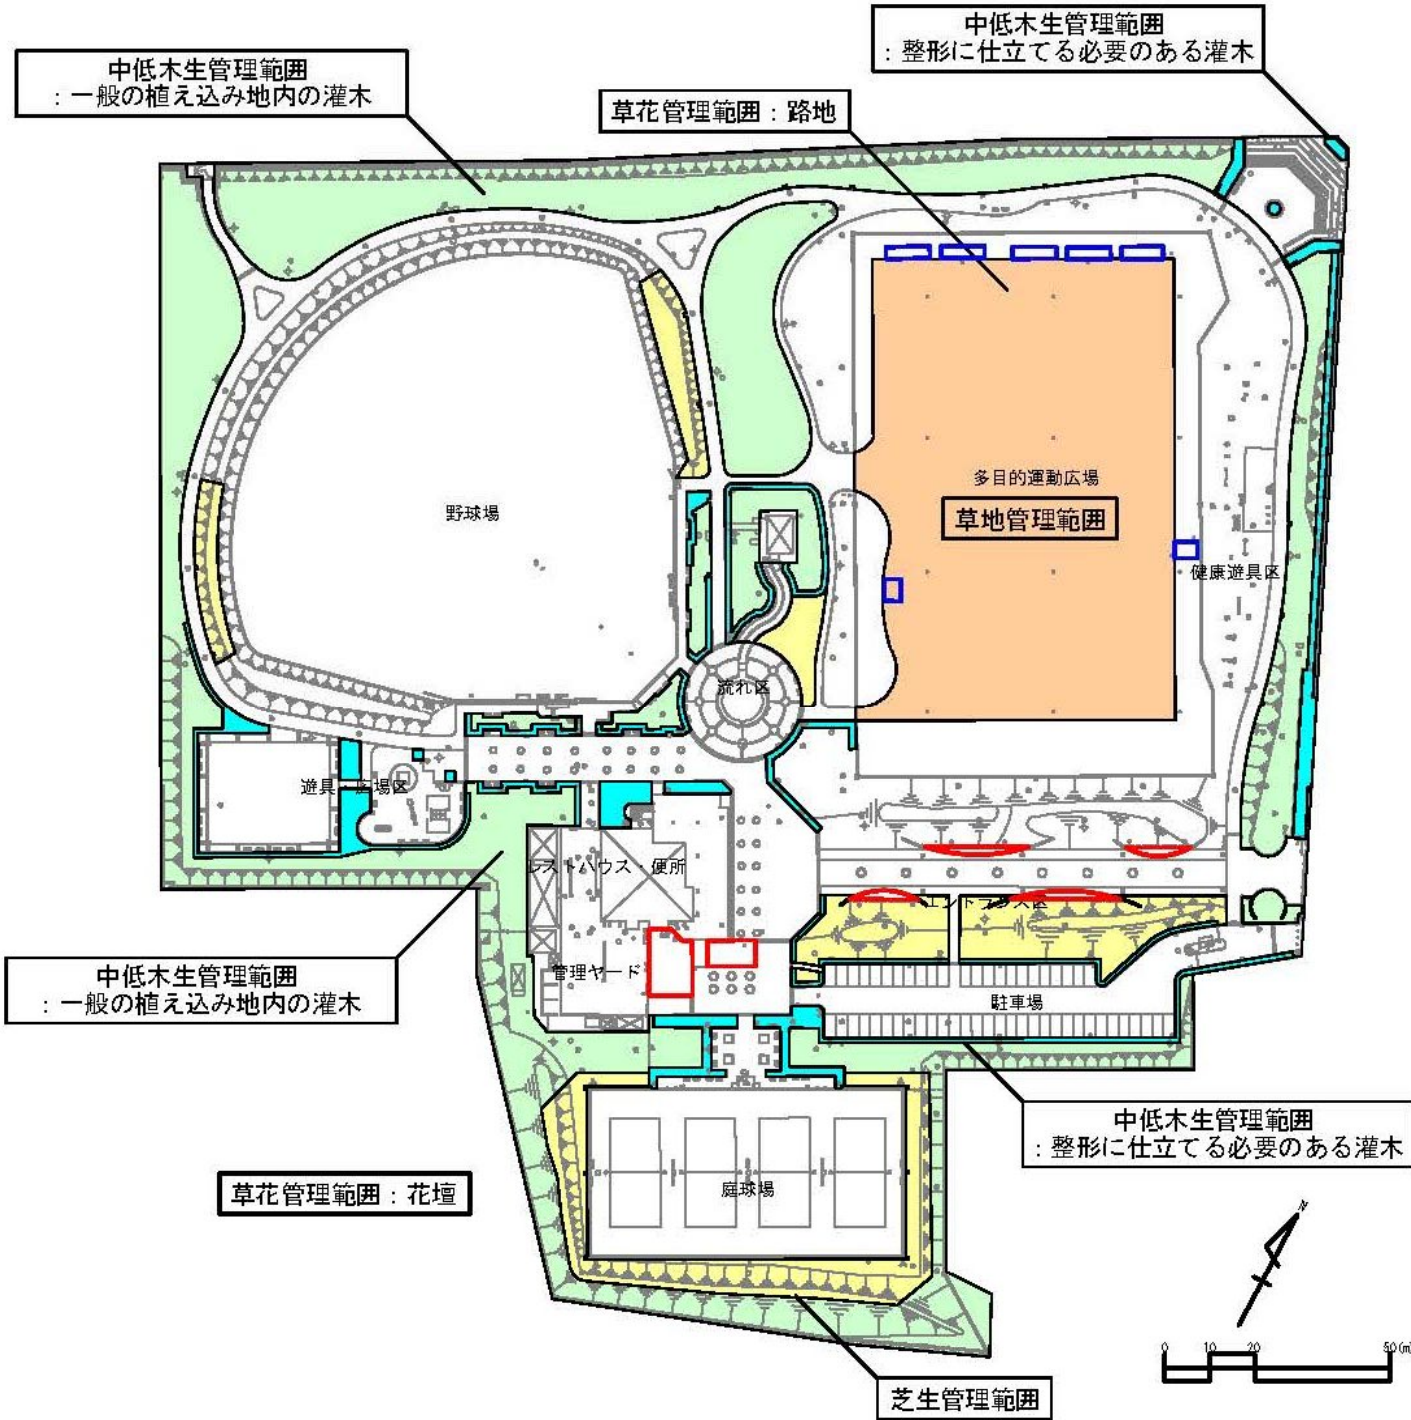 中低木生管理範囲
：整形に仕立てる必要のある灌木
中低木生管理範囲
：一般の植え込み地内の灌木
草花管理範囲：路地
多目的運動広場
野球場
草地管理範囲
健康遊具区
流れ区
遊具・広場区
レストハウス・便所
エントランス区
中低木生管理範囲
：一般の植え込み地内の灌木
管理ヤード
駐車場
中低木生管理範囲
：整形に仕立てる必要のある灌木
草花管理範囲：花壇
庭球場
N
0 10 20 50(m)
芝生管理範囲